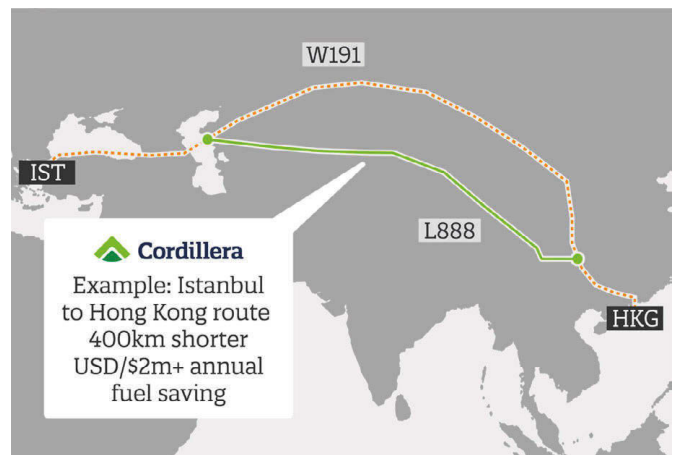 W191
IST
L888
Cordillera
Example: Istanbul
to Hong Kong route
400km shorter
USD/$2m+ annual
fuel saving
HKG